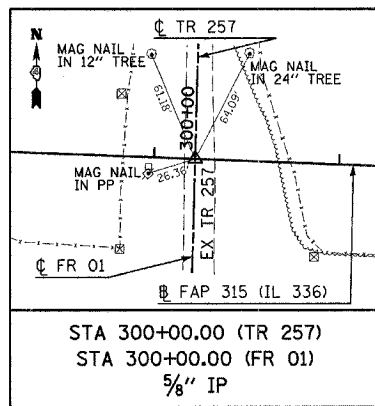 ℄ TR 257
N
MAG NAIL
IN 12" TREE
MAG NAIL
IN 24" TREE
61.18'
300+00
64.09'
MAG NAIL
IN PP
26.36'
EX TR 257
℄ FR 01
B FAP 315 (IL 336)
STA 300+00.00 (TR 257)
STA 300+00.00 (FR 01)
5/8" IP